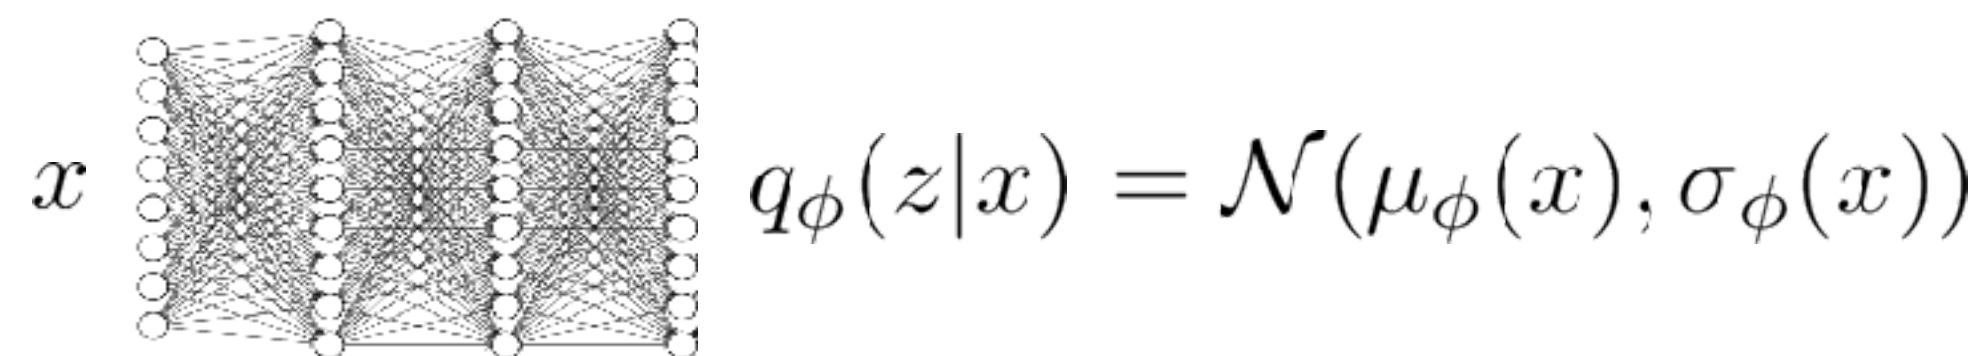 x q_ϕ(z|x) = 𝒩(μ_ϕ(x), σ_ϕ(x))